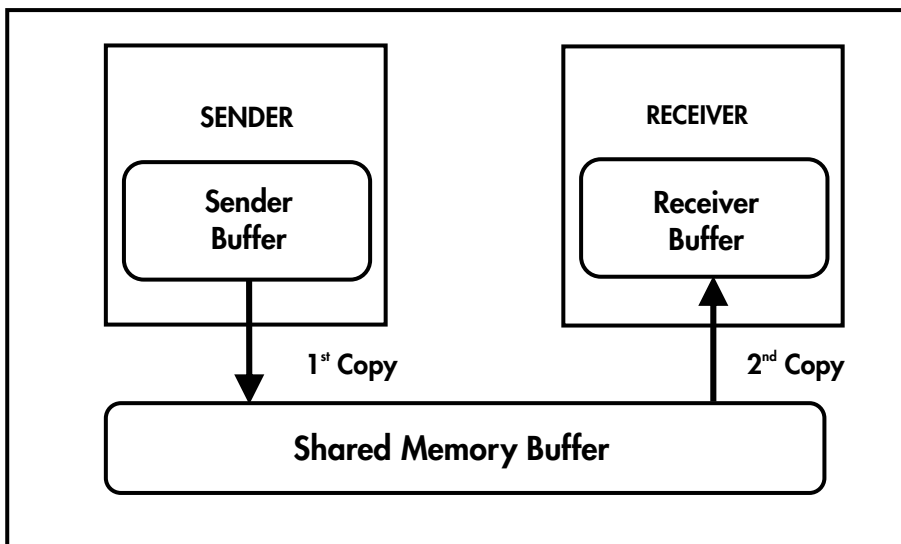 SENDER
Sender
Buffer
RECEIVER
Receiver
Buffer
1st Copy
2nd Copy
Shared Memory Buffer